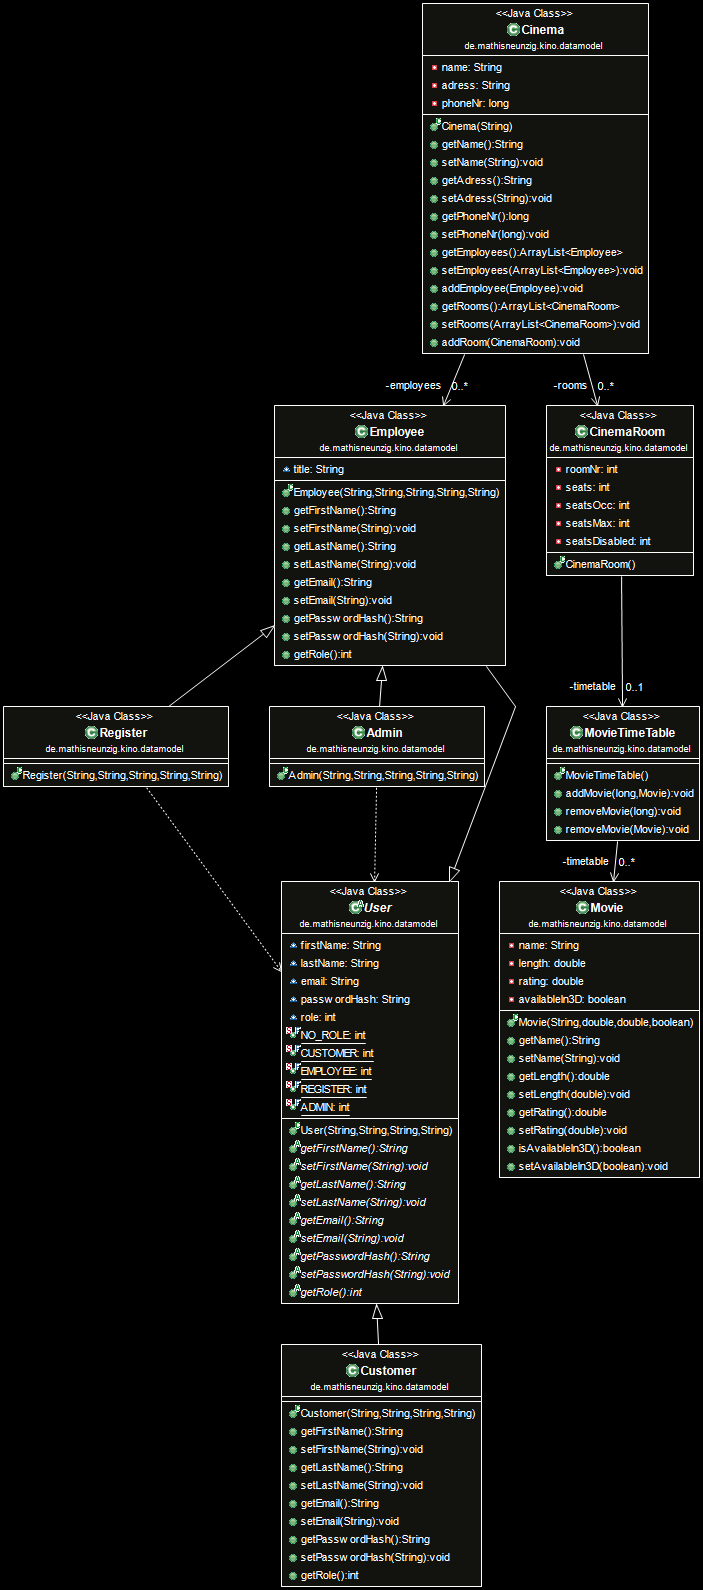 <<Java Class>>
Cinema
de.mathisneunzig.kino.datamodel
name: String
adress: String
phoneNr: long
Cinema(String)
getName():String
setName(String):void
getAdress():String
setAdress(String):void
getPhoneNr():long
setPhoneNr(long):void
getEmployees():ArrayList<Employee>
setEmployees(ArrayList<Employee>):void
addEmployee(Employee):void
getRooms():ArrayList<CinemaRoom>
setRooms(ArrayList<CinemaRoom>):void
addRoom(CinemaRoom):void
-employees 0..*
-rooms 0..*
<<Java Class>>
Employee
de.mathisneunzig.kino.datamodel
title: String
Employee(String,String,String,String,String)
getFirstName():String
setFirstName(String):void
getLastName():String
setLastName(String):void
getEmail():String
setEmail(String):void
getPasswordHash():String
setPasswordHash(String):void
getRole():int
<<Java Class>>
CinemaRoom
de.mathisneunzig.kino.datamodel
roomNr: int
seats: int
seatsOcc: int
seatsMax: int
seatsDisabled: int
CinemaRoom()
-timetable 0..1
<<Java Class>>
Register
de.mathisneunzig.kino.datamodel
Register(String,String,String,String,String)
<<Java Class>>
Admin
de.mathisneunzig.kino.datamodel
Admin(String,String,String,String,String)
<<Java Class>>
MovieTimeTable
de.mathisneunzig.kino.datamodel
MovieTimeTable()
addMovie(long,Movie):void
removeMovie(long):void
removeMovie(Movie):void
-timetable 0..*
<<Java Class>>
User
de.mathisneunzig.kino.datamodel
firstName: String
lastName: String
email: String
passwordHash: String
role: int
NO_ROLE: int
CUSTOMER: int
EMPLOYEE: int
REGISTER: int
ADMIN: int
User(String,String,String,String)
getFirstName():String
setFirstName(String):void
getLastName():String
setLastName(String):void
getEmail():String
setEmail(String):void
getPasswordHash():String
setPasswordHash(String):void
getRole():int
<<Java Class>>
Movie
de.mathisneunzig.kino.datamodel
name: String
length: double
rating: double
availableIn3D: boolean
Movie(String,double,double,boolean)
getName():String
setName(String):void
getLength():double
setLength(double):void
getRating():double
setRating(double):void
isAvailableIn3D():boolean
setAvailableIn3D(boolean):void
<<Java Class>>
Customer
de.mathisneunzig.kino.datamodel
Customer(String,String,String,String)
getFirstName():String
setFirstName(String):void
getLastName():String
setLastName(String):void
getEmail():String
setEmail(String):void
getPasswordHash():String
setPasswordHash(String):void
getRole():int